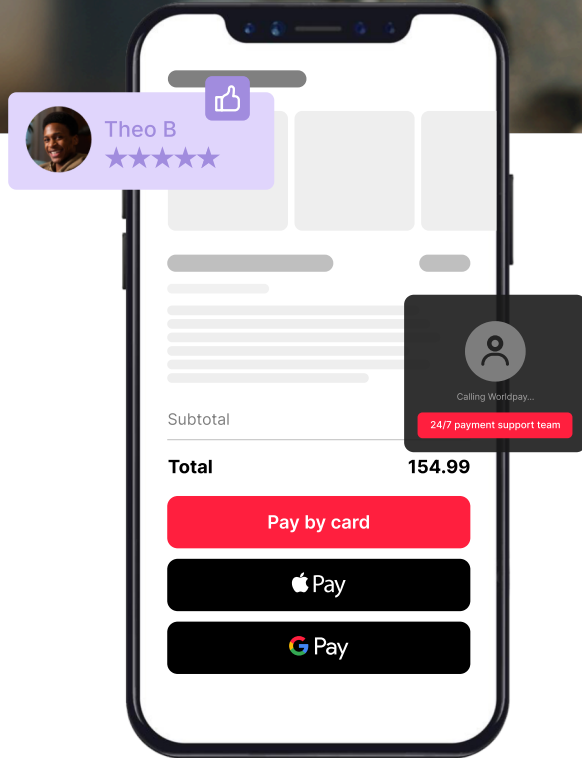 Theo B
Calling Worldpay...
24/7 payment support team
Subtotal
Total 154.99
Pay by card
Pay
G Pay